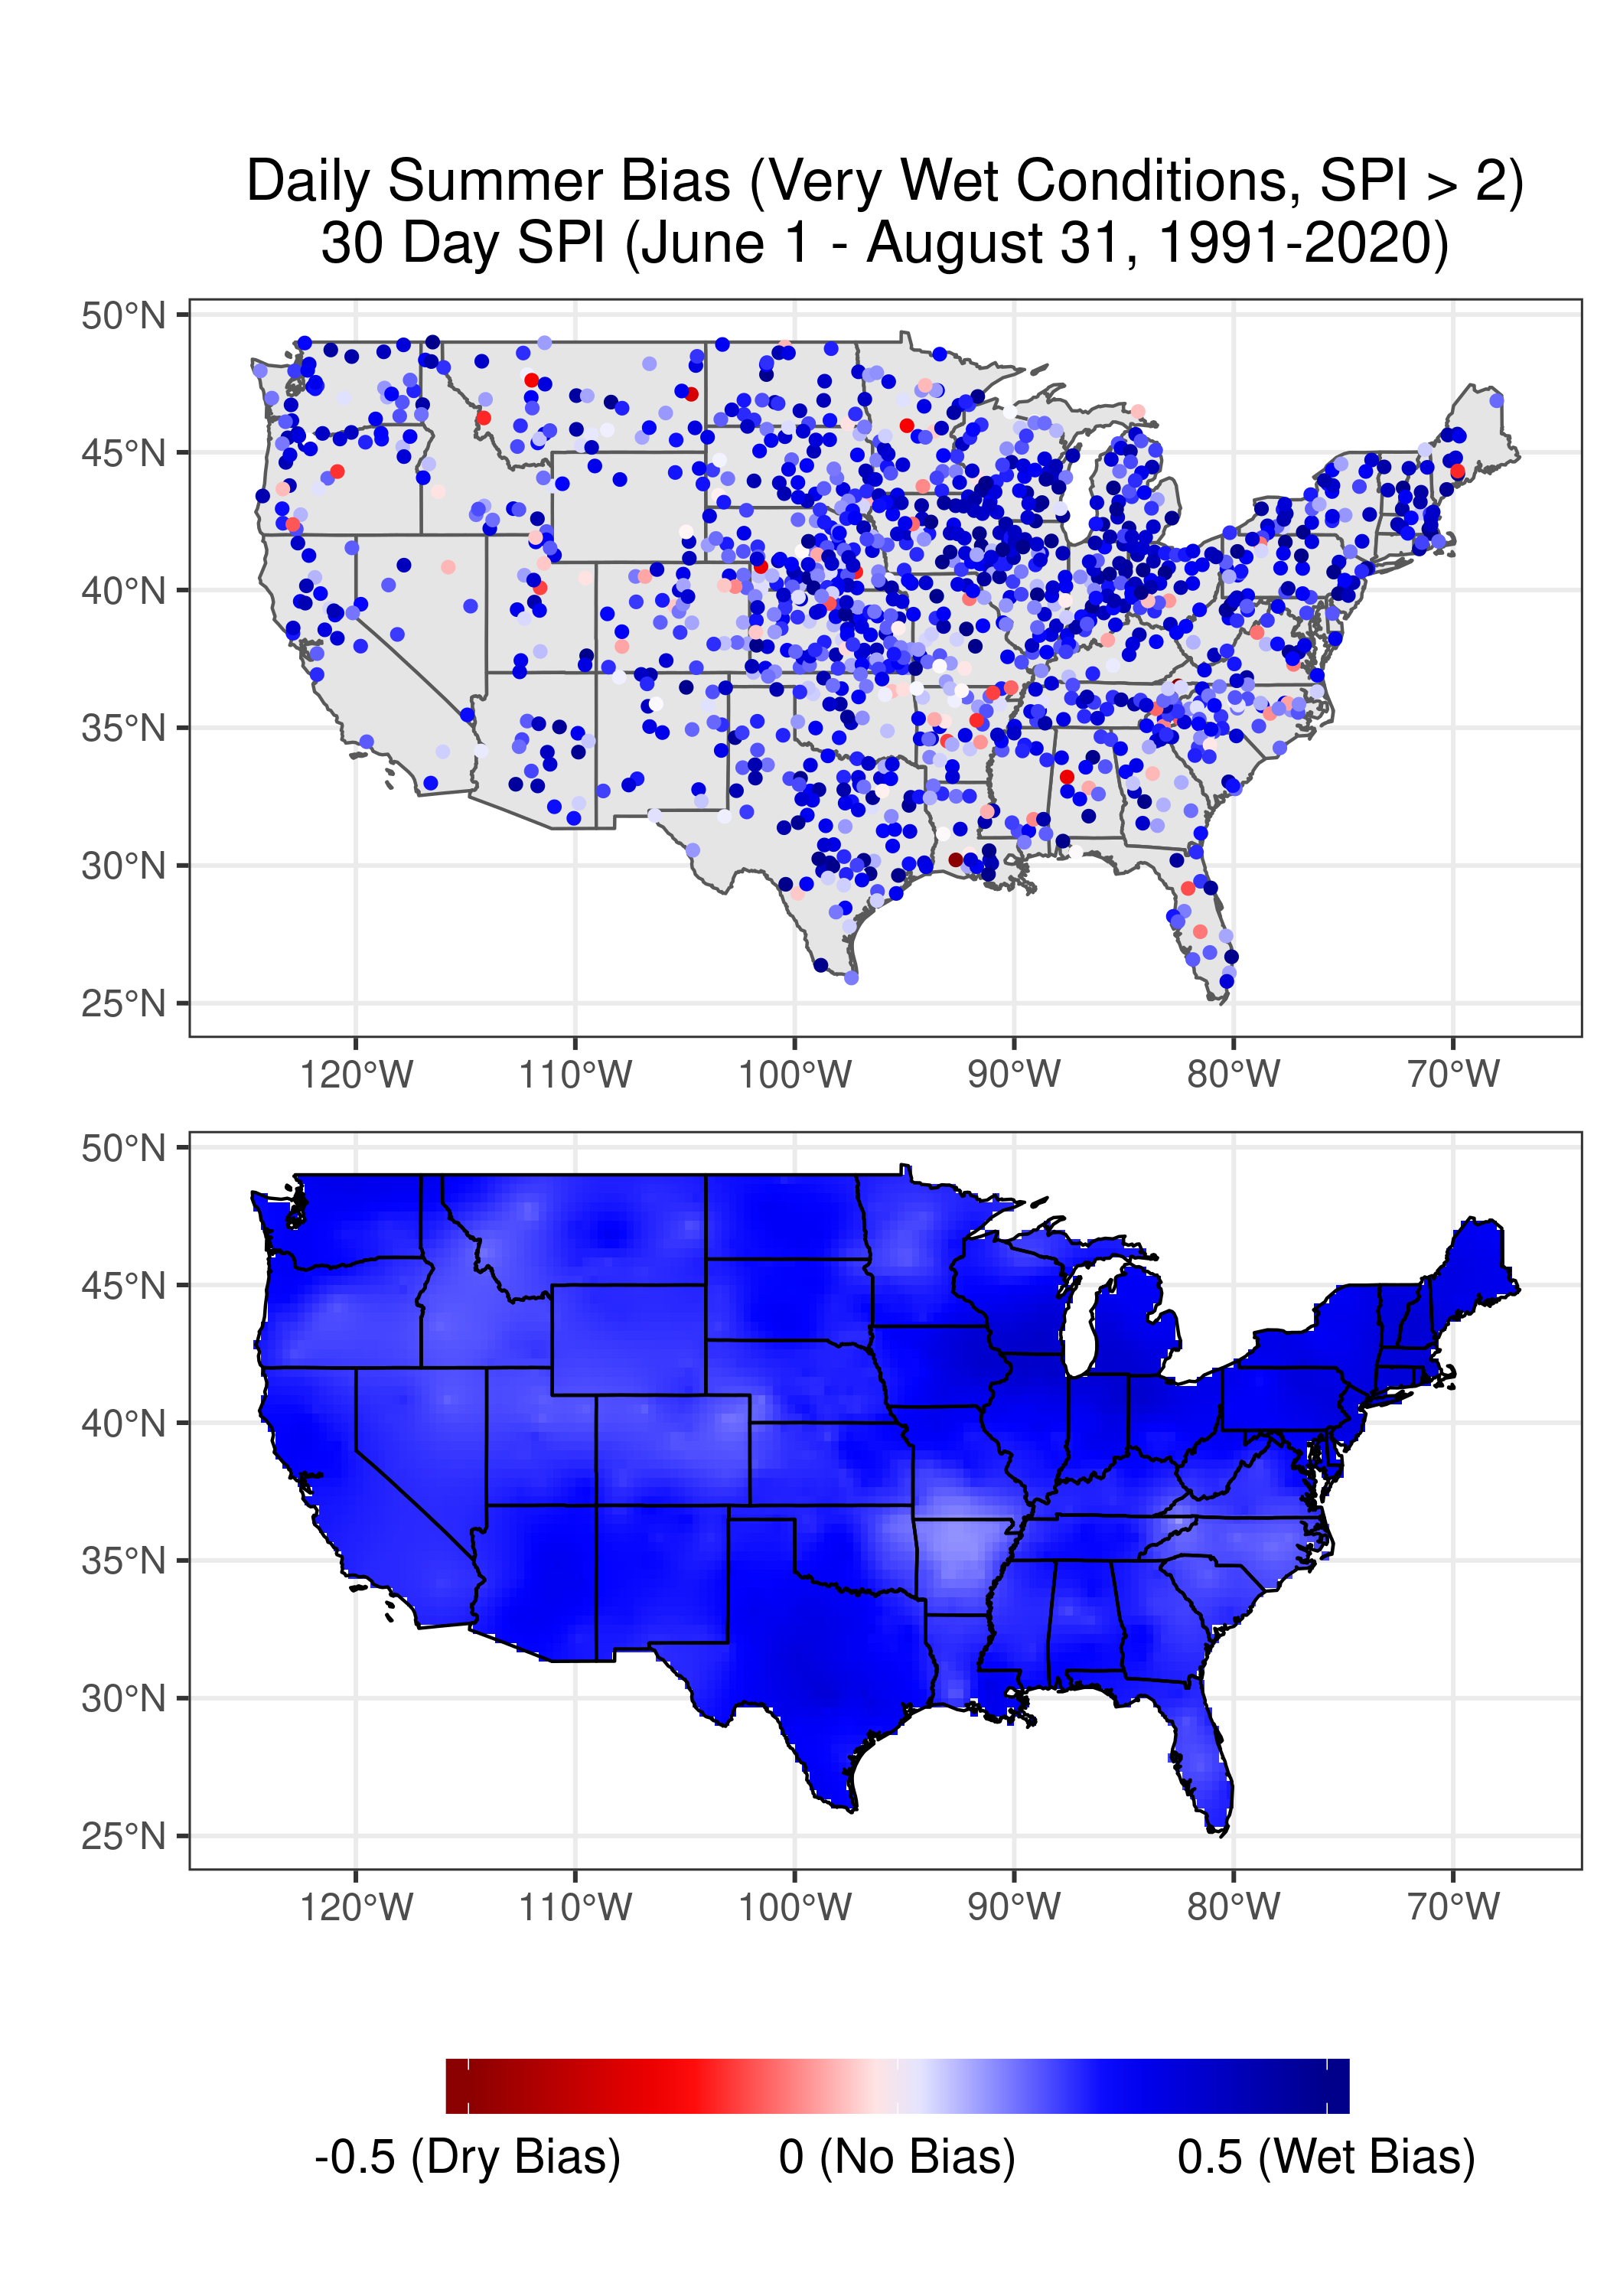 Daily Summer Bias (Very Wet Conditions, SPI > 2)
30 Day SPI (June 1 - August 31, 1991-2020)
50°N
45°N
40°N
35°N
30°N
25°N
120°W 110°W 100°W 90°W 80°W 70°W
50°N
45°N
40°N
35°N
30°N
25°N
120°W 110°W 100°W 90°W 80°W 70°W
-0.5 (Dry Bias) 0 (No Bias) 0.5 (Wet Bias)